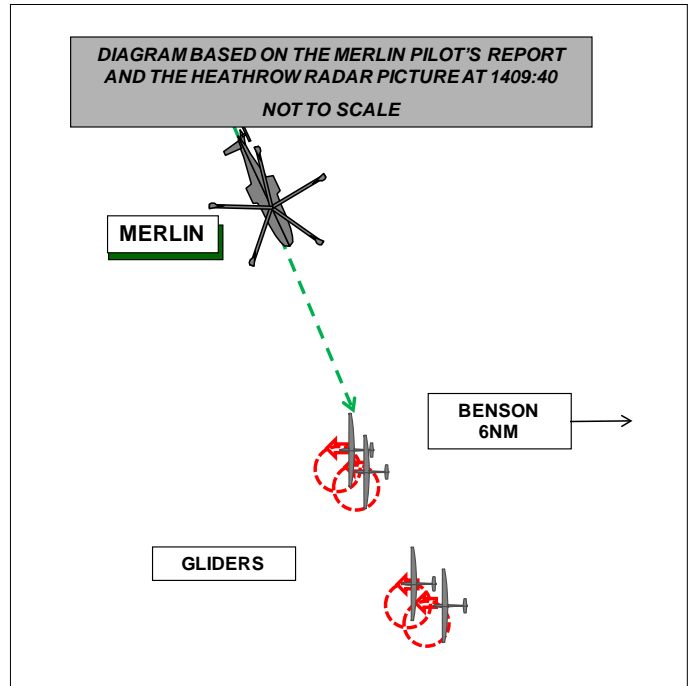 DIAGRAM BASED ON THE MERLIN PILOT'S REPORT
AND THE HEATHROW RADAR PICTURE AT 1409:40
NOT TO SCALE
MERLIN
BENSON
6NM
GLIDERS